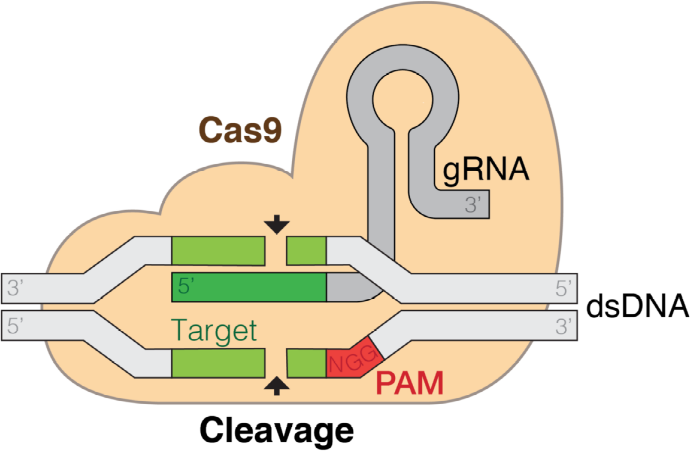 Cas9
gRNA
3’
3’
5’
5’
dsDNA
5’
3’
Target
NGG
PAM
Cleavage